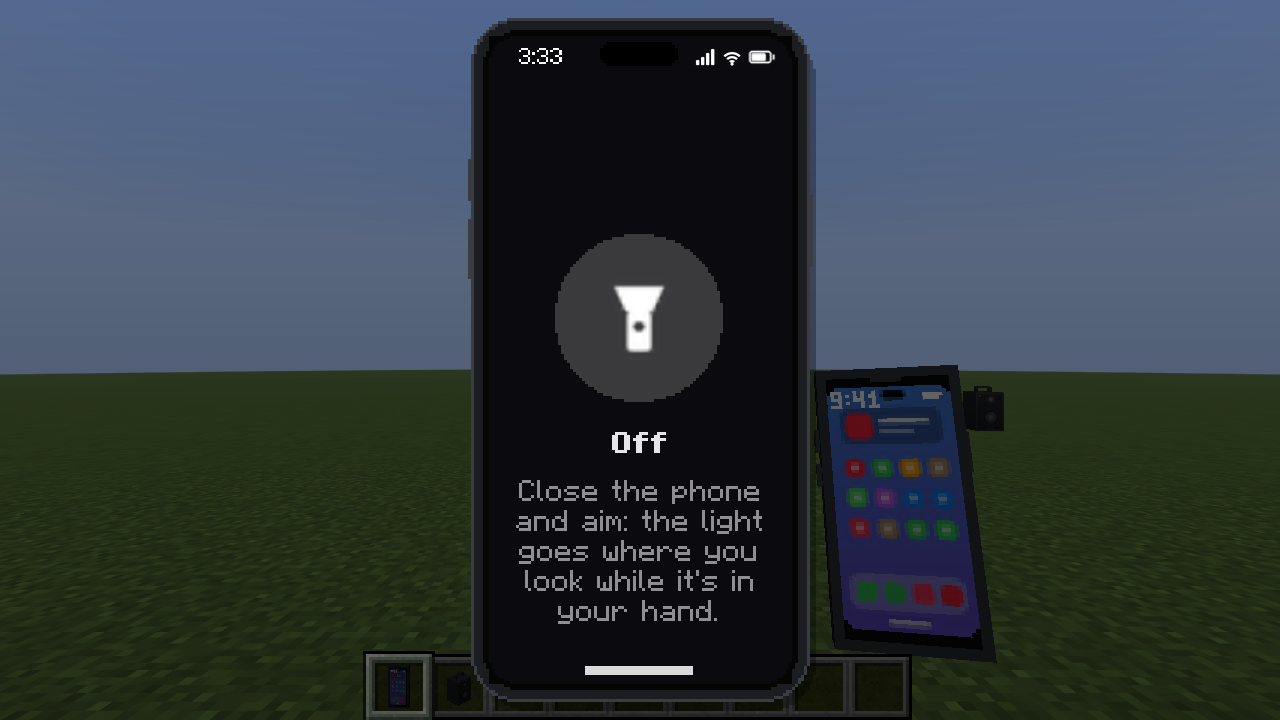 3:33
Off
Close the phone
and aim: the light
goes where you
look while it's in
your hand.
9:41